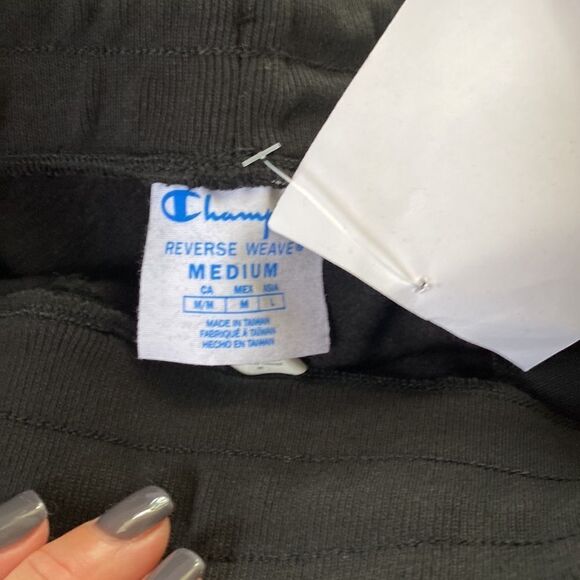 Champ
REVERSE WEAVE®
MEDIUM
CA MEX ASIA
M/M M L
MADE IN TAIWAN
FABRIQUÉ À TAIWAN
HECHO EN TAIWAN